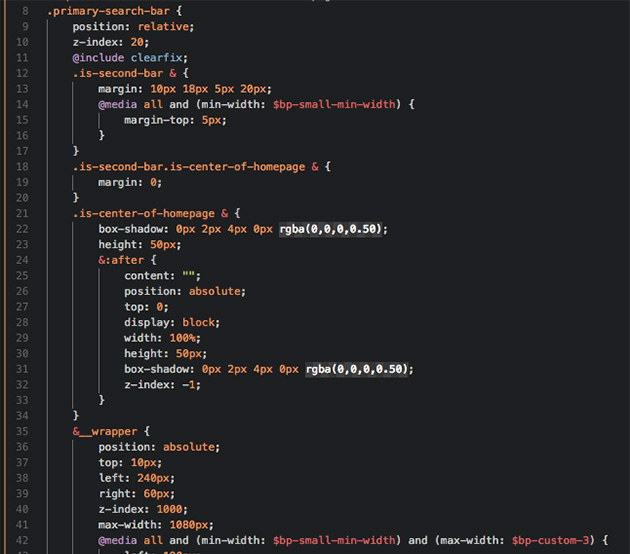 8 .primary-search-bar {
9 position: relative;
10 z-index: 20;
11 @include clearfix;
12 .is-second-bar & {
13 margin: 10px 18px 5px 20px;
14 @media all and (min-width: $bp-small-min-width) {
15 margin-top: 5px;
16 }
17 }
18 .is-second-bar.is-center-of-homepage & {
19 margin: 0;
20 }
21 .is-center-of-homepage & {
22 box-shadow: 0px 2px 4px 0px rgba(0,0,0,0.50);
23 height: 50px;
24 &:after {
25 content: "";
26 position: absolute;
27 top: 0;
28 display: block;
29 width: 100%;
30 height: 50px;
31 box-shadow: 0px 2px 4px 0px rgba(0,0,0,0.50);
32 z-index: -1;
33 }
34 }
35 &__wrapper {
36 position: absolute;
37 top: 10px;
38 left: 240px;
39 right: 60px;
40 z-index: 1000;
41 max-width: 1080px;
42 @media all and (min-width: $bp-small-min-width) and (max-width: $bp-custom-3) {